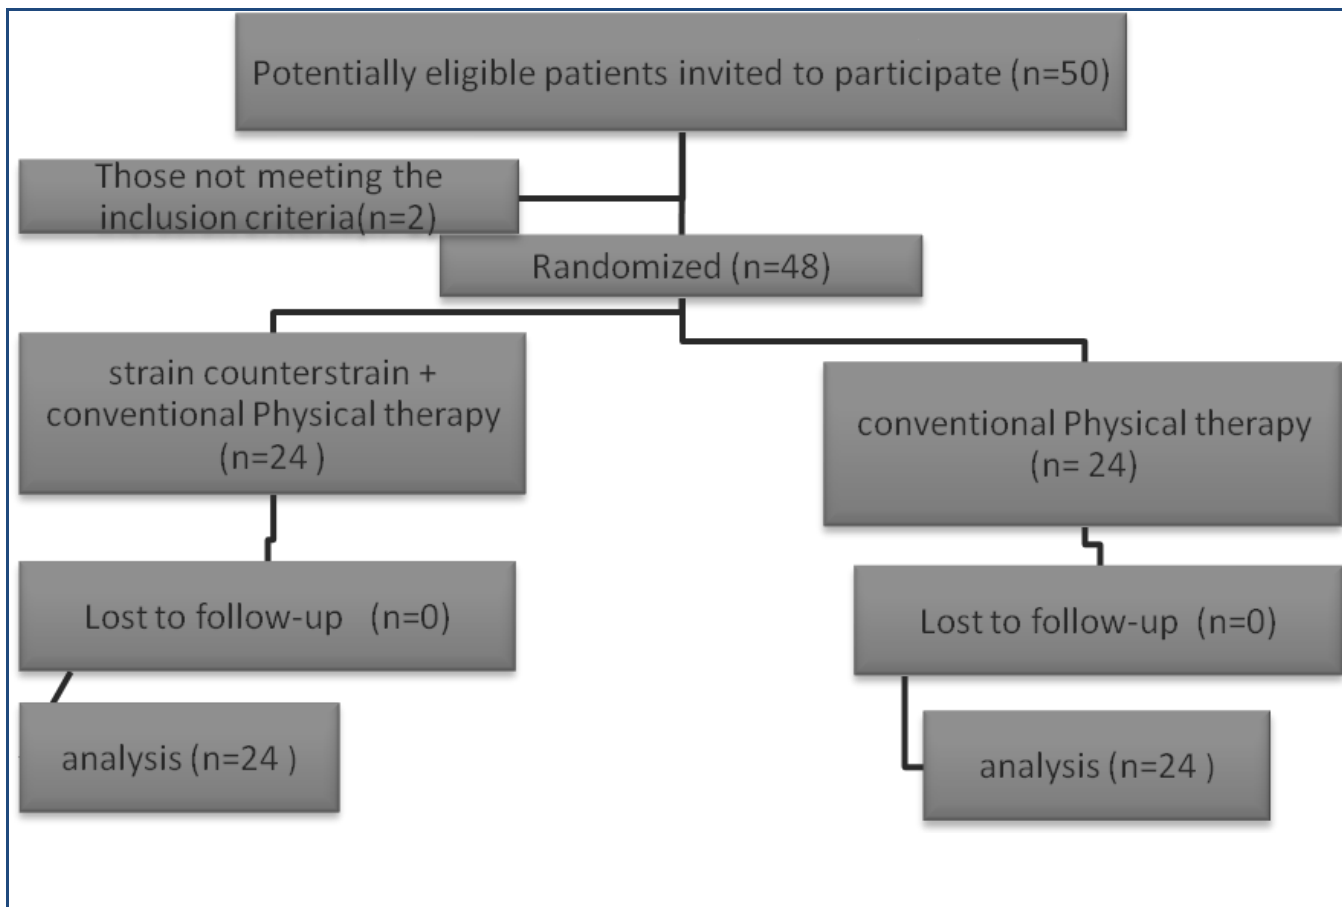 Potentially eligible patients invited to participate (n=50)
Those not meeting the
inclusion criteria(n=2)
Randomized (n=48)
strain counterstrain +
conventional Physical therapy
(n=24 )
conventional Physical therapy
(n= 24)
Lost to follow-up (n=0)
Lost to follow-up (n=0)
analysis (n=24 )
analysis (n=24 )